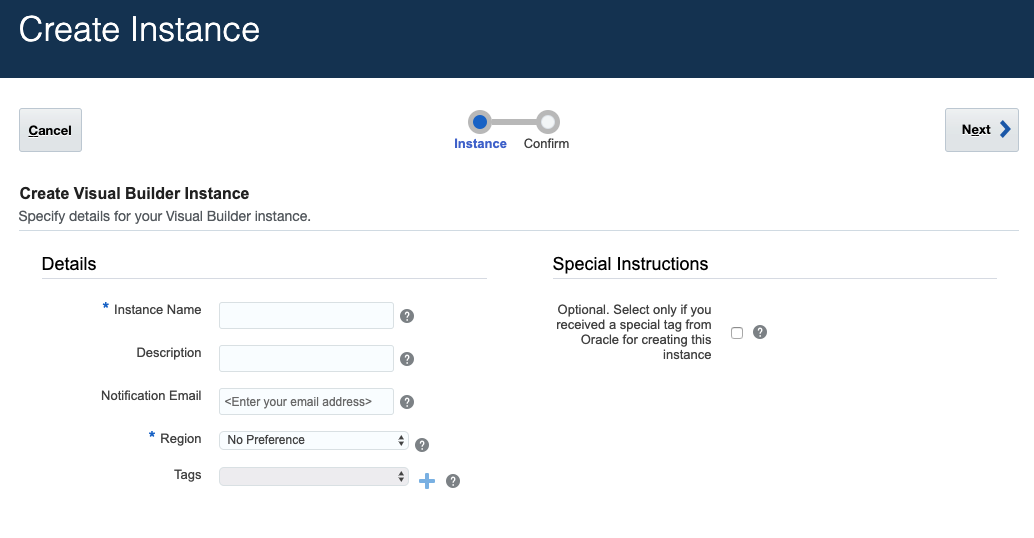 Create Instance
Cancel
Instance
Confirm
Next
Create Visual Builder Instance
Specify details for your Visual Builder instance.
Details
* Instance Name
?
Description
?
Notification Email
<Enter your email address>
?
* Region
No Preference
?
Tags
+
?
Special Instructions
Optional. Select only if you
received a special tag from
Oracle for creating this
instance
?